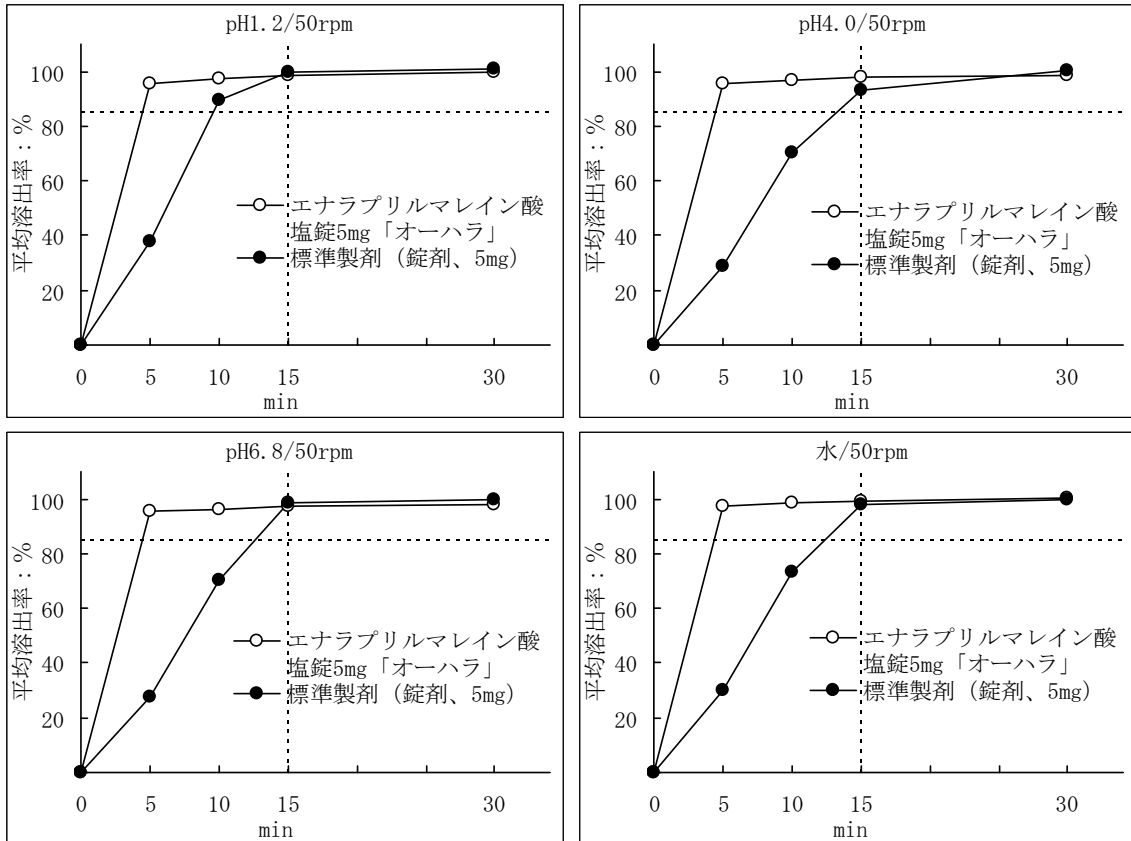 pH1.2/50rpm
平均溶出率：%
100
80
60
40
20
エナラプリルマレイン酸
塩錠5mg「オーハラ」
標準製剤（錠剤、5mg）
0 5 10 15 30
min
pH4.0/50rpm
平均溶出率：%
100
80
60
40
20
エナラプリルマレイン酸
塩錠5mg「オーハラ」
標準製剤（錠剤、5mg）
0 5 10 15 30
min
pH6.8/50rpm
平均溶出率：%
100
80
60
40
20
エナラプリルマレイン酸
塩錠5mg「オーハラ」
標準製剤（錠剤、5mg）
0 5 10 15 30
min
水/50rpm
平均溶出率：%
100
80
60
40
20
エナラプリルマレイン酸
塩錠5mg「オーハラ」
標準製剤（錠剤、5mg）
0 5 10 15 30
min